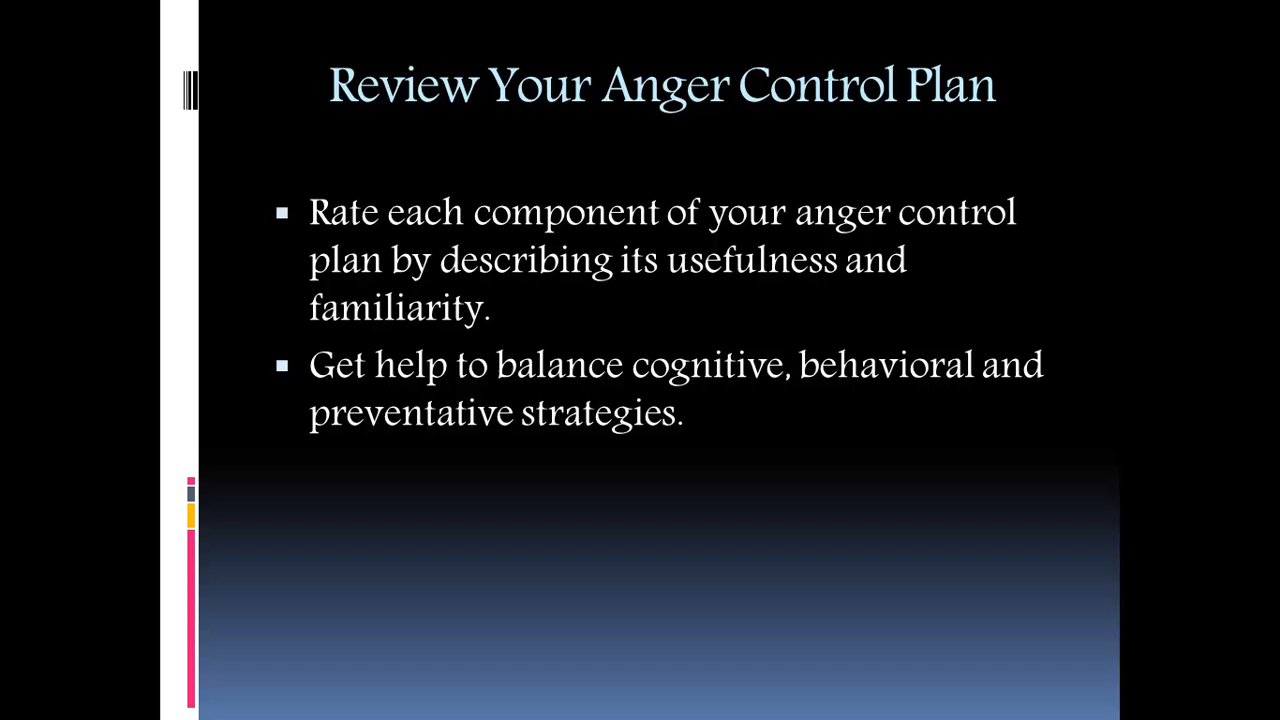 Review Your Anger Control Plan
▪ Rate each component of your anger control
plan by describing its usefulness and
familiarity.
▪ Get help to balance cognitive, behavioral and
preventative strategies.